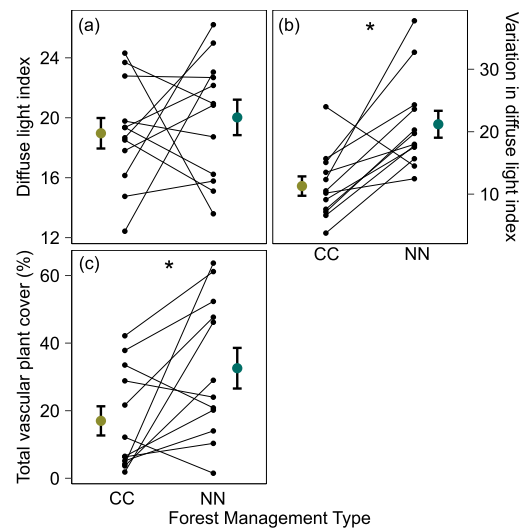 (a)
Diffuse light index
24
20
16
12
(b)
*
Variation in diffuse
light index
30
20
10
CC NN
(c)
*
Total vascular plant cover (%)
60
40
20
0
CC NN
Forest Management Type